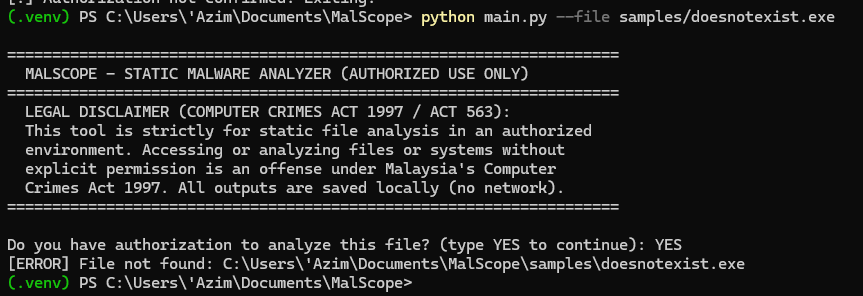 [!] Authorization not confirmed. Exiting.
(.venv) PS C:\Users\'Azim\Documents\MalScope> python main.py --file samples/doesnotexist.exe
====================================================================
MALSCOPE - STATIC MALWARE ANALYZER (AUTHORIZED USE ONLY)
====================================================================
LEGAL DISCLAIMER (COMPUTER CRIMES ACT 1997 / ACT 563):
This tool is strictly for static file analysis in an authorized
environment. Accessing or analyzing files or systems without
explicit permission is an offense under Malaysia's Computer
Crimes Act 1997. All outputs are saved locally (no network).
====================================================================
Do you have authorization to analyze this file? (type YES to continue): YES
[ERROR] File not found: C:\Users\'Azim\Documents\MalScope\samples\doesnotexist.exe
(.venv) PS C:\Users\'Azim\Documents\MalScope>